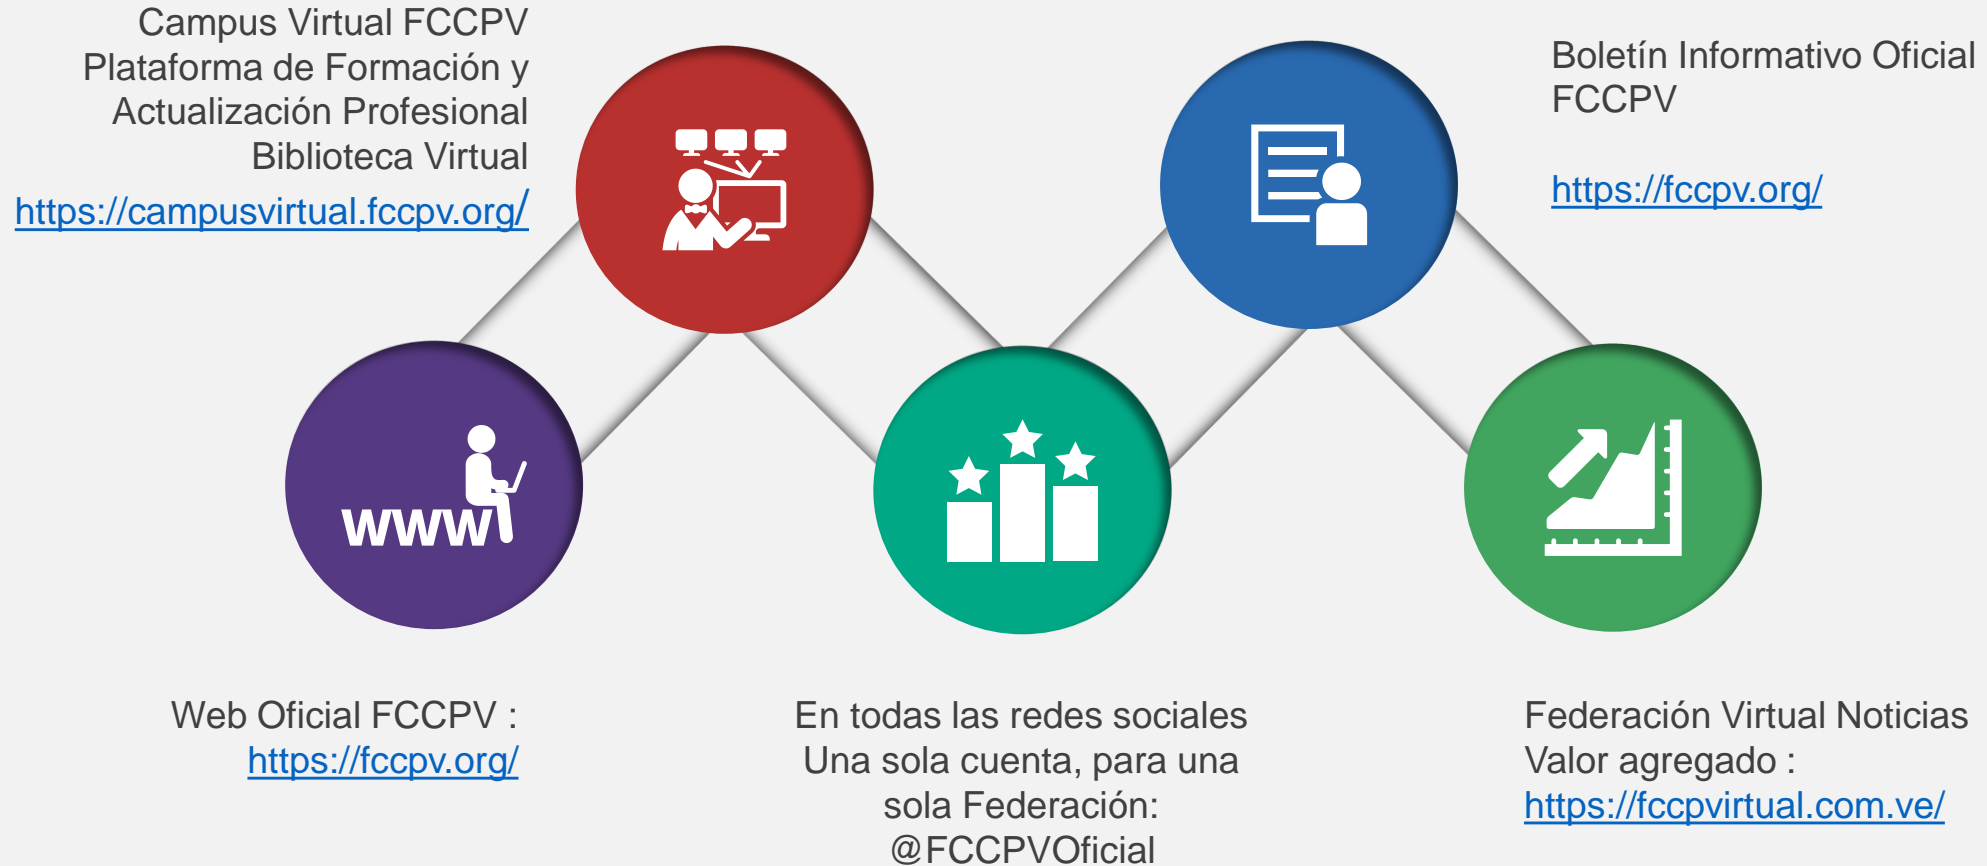 Campus Virtual FCCPV
Plataforma de Formación y
Actualización Profesional
Biblioteca Virtual
https://campusvirtual.fccpv.org/
Boletín Informativo Oficial
FCCPV
https://fccpv.org/
www
Web Oficial FCCPV :
https://fccpv.org/
En todas las redes sociales
Una sola cuenta, para una
sola Federación:
@FCCPVOficial
Federación Virtual Noticias
Valor agregado :
https://fccpvirtual.com.ve/